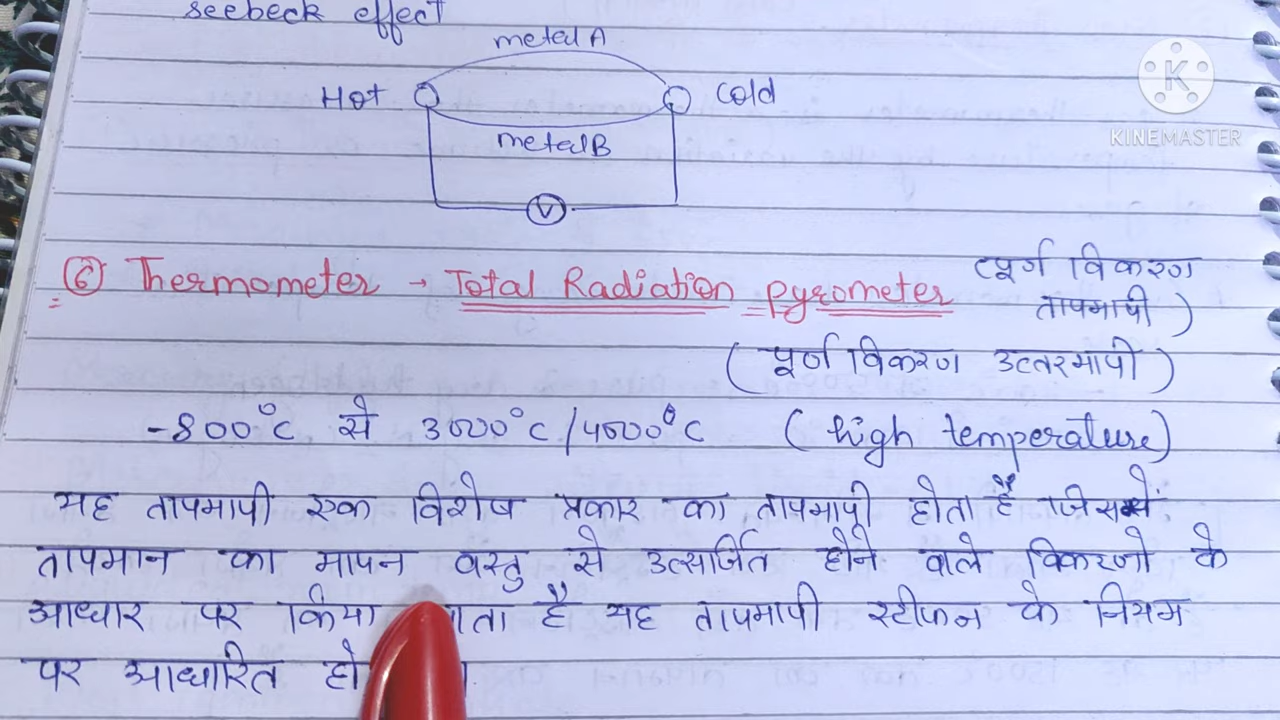 seebeck effect
metal A
Hot
Cold
metal B
V
⑥ Thermometer → Total Radiation pyrometer
(पूर्ण विकरण
तापमापी)
(पूर्ण विकरण उत्तरमापी)
-800°C से 3000°C/4000°C (high temperature)
यह तापमापी एक विशेष प्रकार का तापमापी होता है जिसमें
तापमान का मापन वस्तु से उत्सर्जित होने वाले विकरणो के
आधार पर किया है यह तापमापी स्टीफन के नियम
पर आधारित
K
KINEMASTER